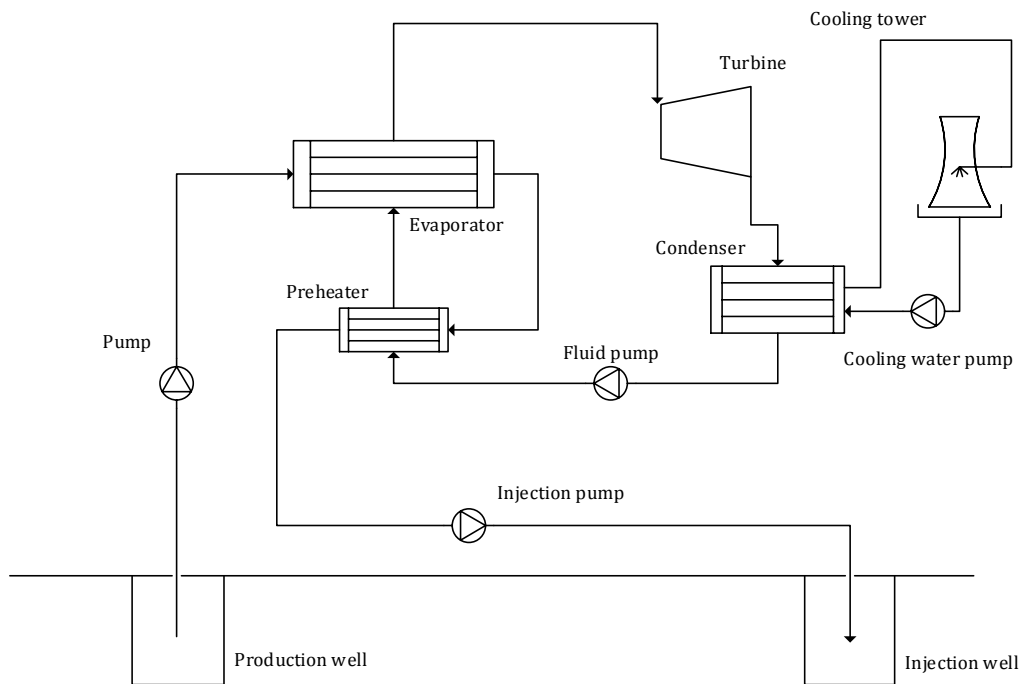 Cooling tower
Turbine
Evaporator
Condenser
Preheater
Pump
Fluid pump
Cooling water pump
Injection pump
Production well
Injection well